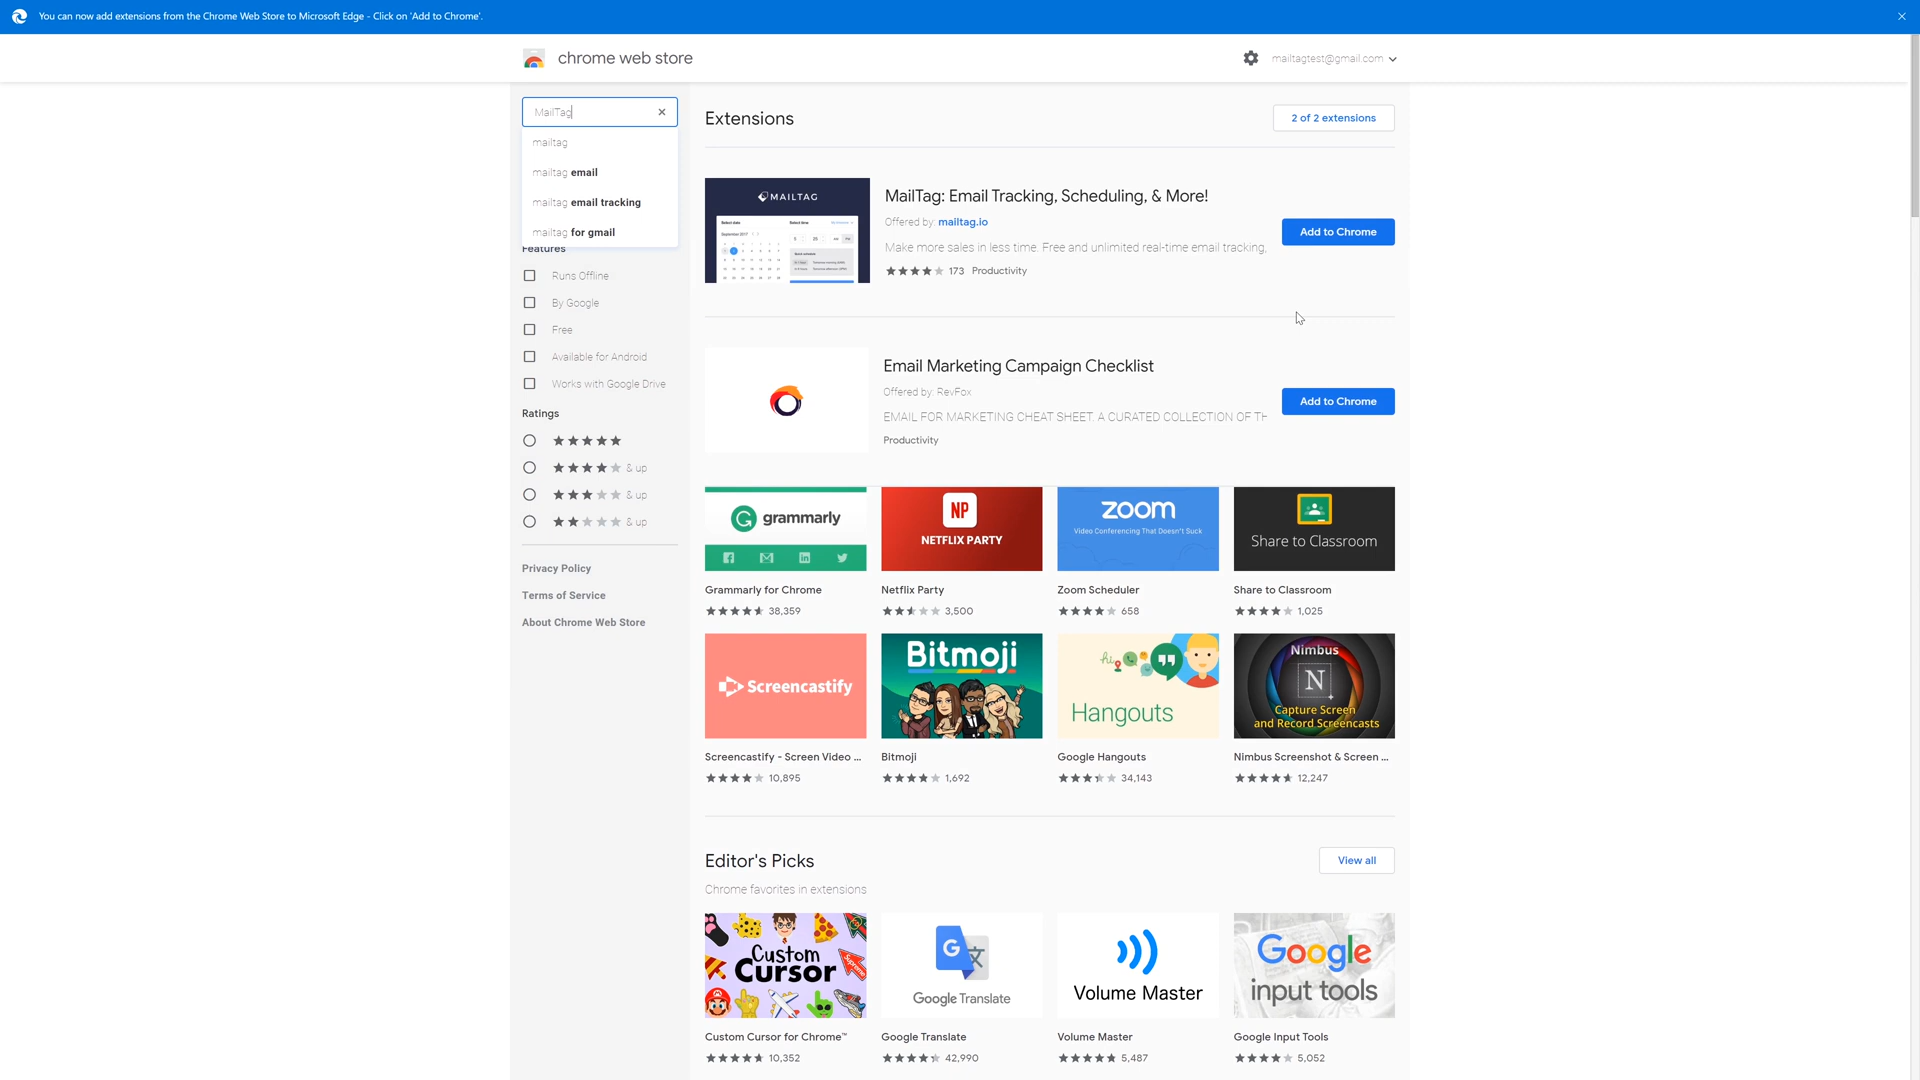 You can now add extensions from the Chrome Web Store to Microsoft Edge - Click on 'Add to Chrome'.
chrome web store
mailtagtest@gmail.com
MailTag
mailtag
mailtag email
mailtag email tracking
mailtag for gmail
Features
Runs Offline
By Google
Free
Available for Android
Works with Google Drive
Ratings
& up
& up
& up
Privacy Policy
Terms of Service
About Chrome Web Store
Extensions
2 of 2 extensions
MAILTAG
Select date
Select time
September 2017
MailTag: Email Tracking, Scheduling, & More!
Offered by: mailtag.io
Make more sales in less time. Free and unlimited real-time email tracking,
173 Productivity
Add to Chrome
Email Marketing Campaign Checklist
Offered by: RevFox
EMAIL FOR MARKETING CHEAT SHEET. A CURATED COLLECTION OF TH
Productivity
Add to Chrome
grammarly
Grammarly for Chrome
38,359
NP
NETFLIX PARTY
Netflix Party
3,500
zoom
Video Conferencing That Doesn't Suck
Zoom Scheduler
658
Share to Classroom
Share to Classroom
1,025
Screencastify
Screencastify - Screen Video ...
10,895
Bitmoji
Bitmoji
1,692
hi
Hangouts
Google Hangouts
34,143
Nimbus
N
Capture Screen
and Record Screencasts
Nimbus Screenshot & Screen ...
12,247
Editor's Picks
View all
Chrome favorites in extensions
Custom
Cursor
Supreme
Custom Cursor for Chrome™
10,352
G
Google Translate
Google Translate
42,990
Volume Master
Volume Master
5,487
Google
input tools
Google Input Tools
5,052